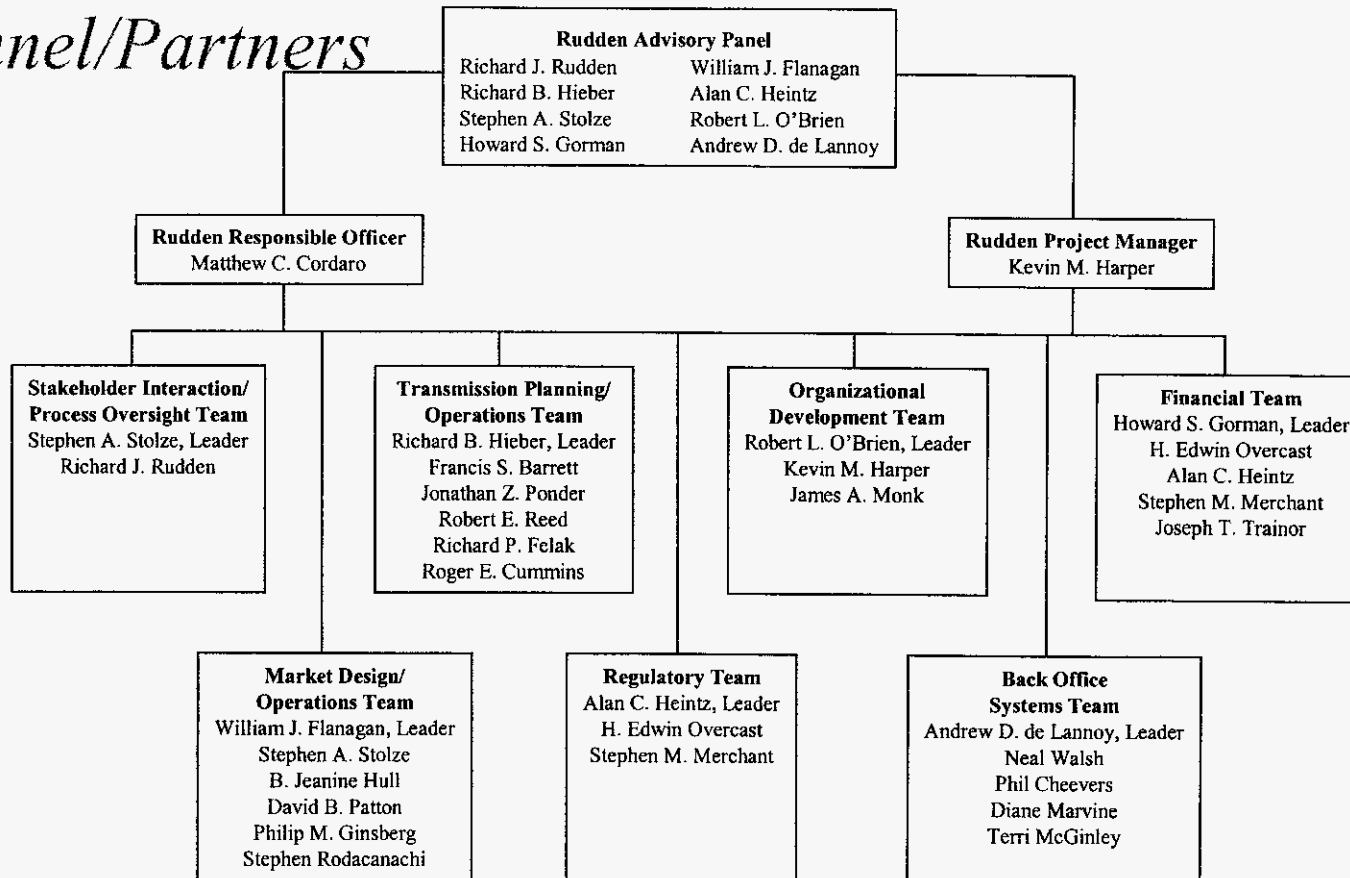 nnel/Partners
Rudden Advisory Panel
Richard J. Rudden
Richard B. Hieber
Stephen A. Stolze
Howard S. Gorman
William J. Flanagan
Alan C. Heintz
Robert L. O'Brien
Andrew D. de Lannoy
Rudden Responsible Officer
Matthew C. Cordaro
Rudden Project Manager
Kevin M. Harper
Stakeholder Interaction/
Process Oversight Team
Stephen A. Stolze, Leader
Richard J. Rudden
Transmission Planning/
Operations Team
Richard B. Hieber, Leader
Francis S. Barrett
Jonathan Z. Ponder
Robert E. Reed
Richard P. Felak
Roger E. Cummins
Organizational
Development Team
Robert L. O'Brien, Leader
Kevin M. Harper
James A. Monk
Financial Team
Howard S. Gorman, Leader
H. Edwin Overcast
Alan C. Heintz
Stephen M. Merchant
Joseph T. Trainor
Market Design/
Operations Team
William J. Flanagan, Leader
Stephen A. Stolze
B. Jeanine Hull
David B. Patton
Philip M. Ginsberg
Stephen Rodacanachi
Regulatory Team
Alan C. Heintz, Leader
H. Edwin Overcast
Stephen M. Merchant
Back Office
Systems Team
Andrew D. de Lannoy, Leader
Neal Walsh
Phil Cheevers
Diane Marvine
Terri McGinley